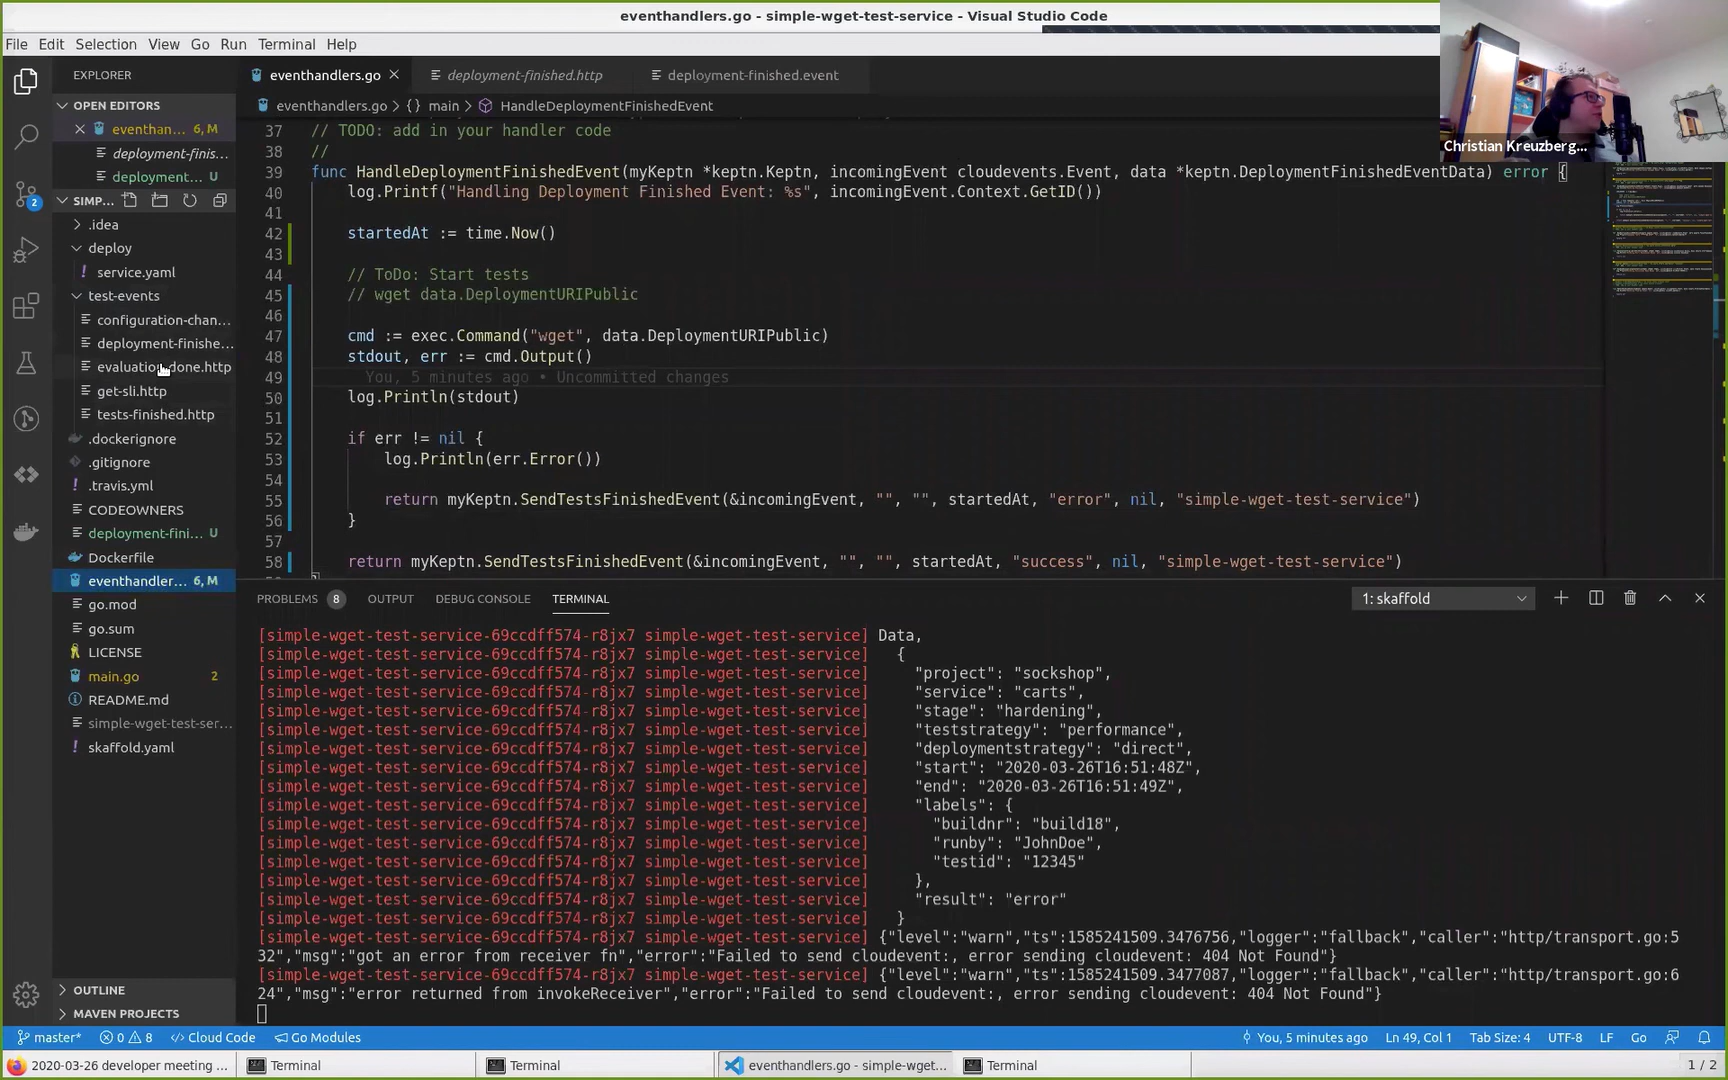 eventhandlers.go - simple-wget-test-service - Visual Studio Code
File Edit Selection View Go Run Terminal Help
EXPLORER
OPEN EDITORS
eventhan... 6, M
deployment-finis...
deployment... U
SIMP...
.idea
deploy
service.yaml
test-events
configuration-chan...
deployment-finishe...
evaluation-done.http
get-sli.http
tests-finished.http
.dockerignore
.gitignore
.travis.yml
CODEOWNERS
deployment-fini... U
Dockerfile
eventhandler... 6, M
go.mod
go.sum
LICENSE
main.go 2
README.md
simple-wget-test-ser...
skaffold.yaml
OUTLINE
MAVEN PROJECTS
2
eventhandlers.go deployment-finished.http deployment-finished.event
eventhandlers.go > {} main > HandleDeploymentFinishedEvent
37 // TODO: add in your handler code
38 //
39 func HandleDeploymentFinishedEvent(myKeptn *keptn.Keptn, incomingEvent cloudevents.Event, data *keptn.DeploymentFinishedEventData) error {
40 log.Printf("Handling Deployment Finished Event: %s", incomingEvent.Context.GetID())
41
42 startedAt := time.Now()
43
44 // ToDo: Start tests
45 // wget data.DeploymentURIPublic
46
47 cmd := exec.Command("wget", data.DeploymentURIPublic)
48 stdout, err := cmd.Output()
49 You, 5 minutes ago • Uncommitted changes
50 log.Println(stdout)
51
52 if err != nil {
53 log.Println(err.Error())
54
55 return myKeptn.SendTestsFinishedEvent(&incomingEvent, "", "", startedAt, "error", nil, "simple-wget-test-service")
56 }
57
58 return myKeptn.SendTestsFinishedEvent(&incomingEvent, "", "", startedAt, "success", nil, "simple-wget-test-service")
Christian Kreuzberg...
PROBLEMS 8 OUTPUT DEBUG CONSOLE TERMINAL 1: skaffold
[simple-wget-test-service-69ccdff574-r8jx7 simple-wget-test-service] Data,
[simple-wget-test-service-69ccdff574-r8jx7 simple-wget-test-service] {
[simple-wget-test-service-69ccdff574-r8jx7 simple-wget-test-service] "project": "sockshop",
[simple-wget-test-service-69ccdff574-r8jx7 simple-wget-test-service] "service": "carts",
[simple-wget-test-service-69ccdff574-r8jx7 simple-wget-test-service] "stage": "hardening",
[simple-wget-test-service-69ccdff574-r8jx7 simple-wget-test-service] "teststrategy": "performance",
[simple-wget-test-service-69ccdff574-r8jx7 simple-wget-test-service] "deploymentstrategy": "direct",
[simple-wget-test-service-69ccdff574-r8jx7 simple-wget-test-service] "start": "2020-03-26T16:51:48Z",
[simple-wget-test-service-69ccdff574-r8jx7 simple-wget-test-service] "end": "2020-03-26T16:51:49Z",
[simple-wget-test-service-69ccdff574-r8jx7 simple-wget-test-service] "labels": {
[simple-wget-test-service-69ccdff574-r8jx7 simple-wget-test-service] "buildnr": "build18",
[simple-wget-test-service-69ccdff574-r8jx7 simple-wget-test-service] "runby": "JohnDoe",
[simple-wget-test-service-69ccdff574-r8jx7 simple-wget-test-service] "testid": "12345"
[simple-wget-test-service-69ccdff574-r8jx7 simple-wget-test-service] },
[simple-wget-test-service-69ccdff574-r8jx7 simple-wget-test-service] "result": "error"
[simple-wget-test-service-69ccdff574-r8jx7 simple-wget-test-service] }
[simple-wget-test-service-69ccdff574-r8jx7 simple-wget-test-service] {"level":"warn","ts":1585241509.3476756,"logger":"fallback","caller":"http/transport.go:5
32","msg":"got an error from receiver fn","error":"Failed to send cloudevent:, error sending cloudevent: 404 Not Found"}
[simple-wget-test-service-69ccdff574-r8jx7 simple-wget-test-service] {"level":"warn","ts":1585241509.3477087,"logger":"fallback","caller":"http/transport.go:6
24","msg":"error returned from invokeReceiver","error":"Failed to send cloudevent:, error sending cloudevent: 404 Not Found"}
master* 0 8 Cloud Code Go Modules You, 5 minutes ago Ln 49, Col 1 Tab Size: 4 UTF-8 LF Go
2020-03-26 developer meeting ... Terminal Terminal eventhandlers.go - simple-wget... Terminal 1 / 2